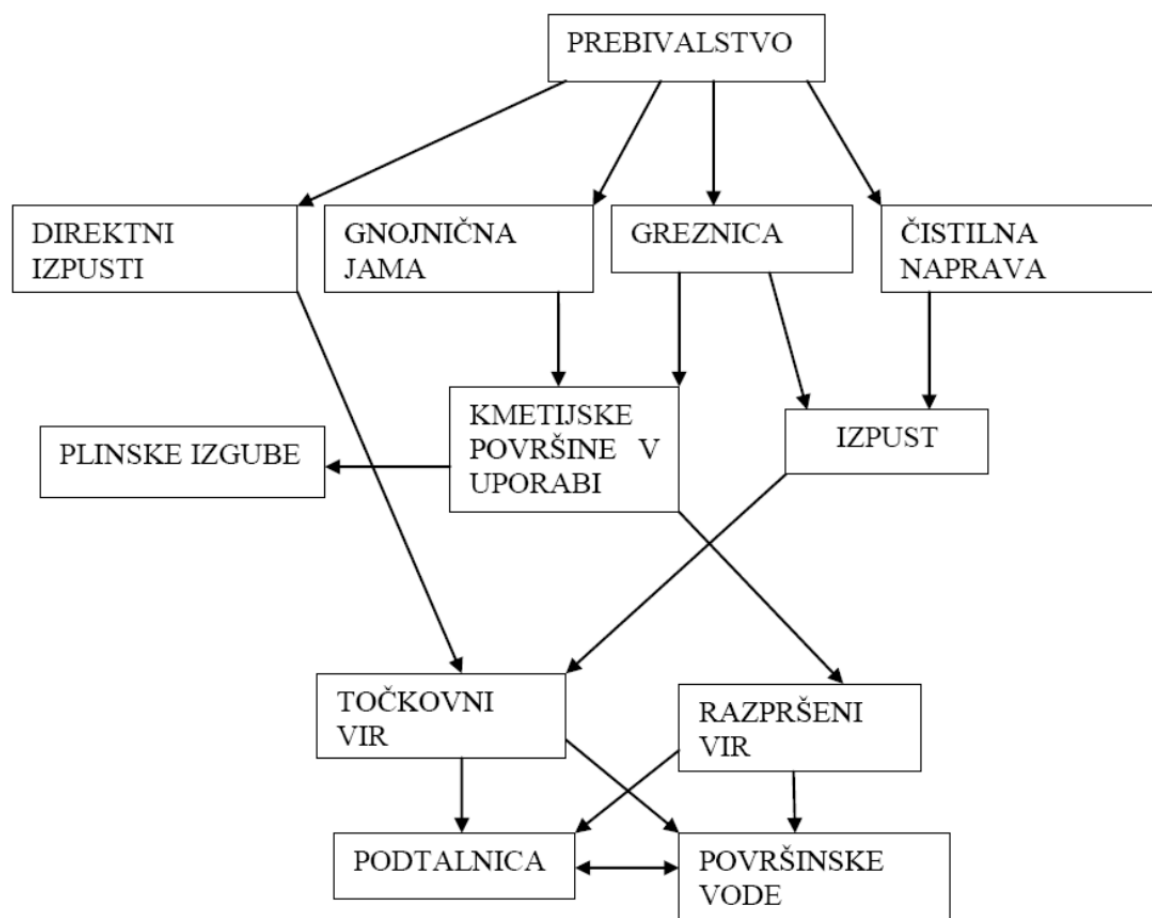 PREBIVALSTVO
DIREKTNI
IZPUSTI
GNOJNIČNA
JAMA
GREZNICA
ČISTILNA
NAPRAVA
PLINSKE IZGUBE
KMETIJSKE
POVRŠINE V
UPORABI
IZPUST
TOČKOVNI
VIR
RAZPRŠENI
VIR
PODTALNICA
POVRŠINSKE
VODE